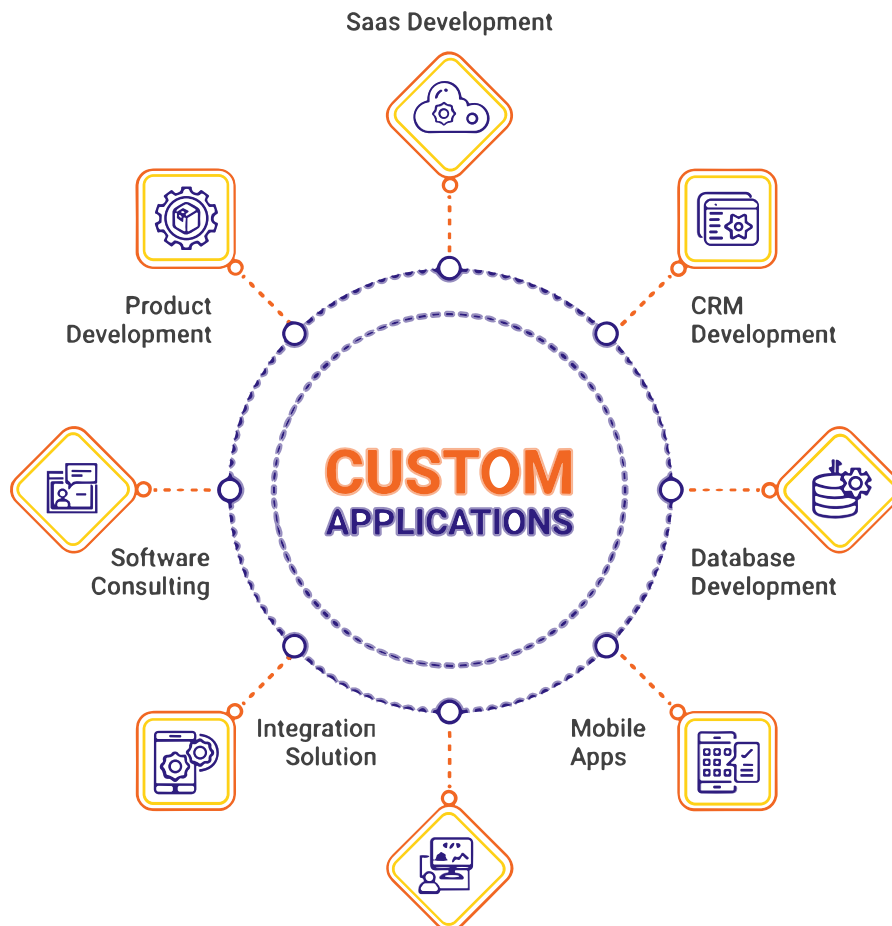 Saas Development
Product
Development
CRM
Development
CUSTOM
APPLICATIONS
Software
Consulting
Database
Development
Integration
Solution
Mobile
Apps